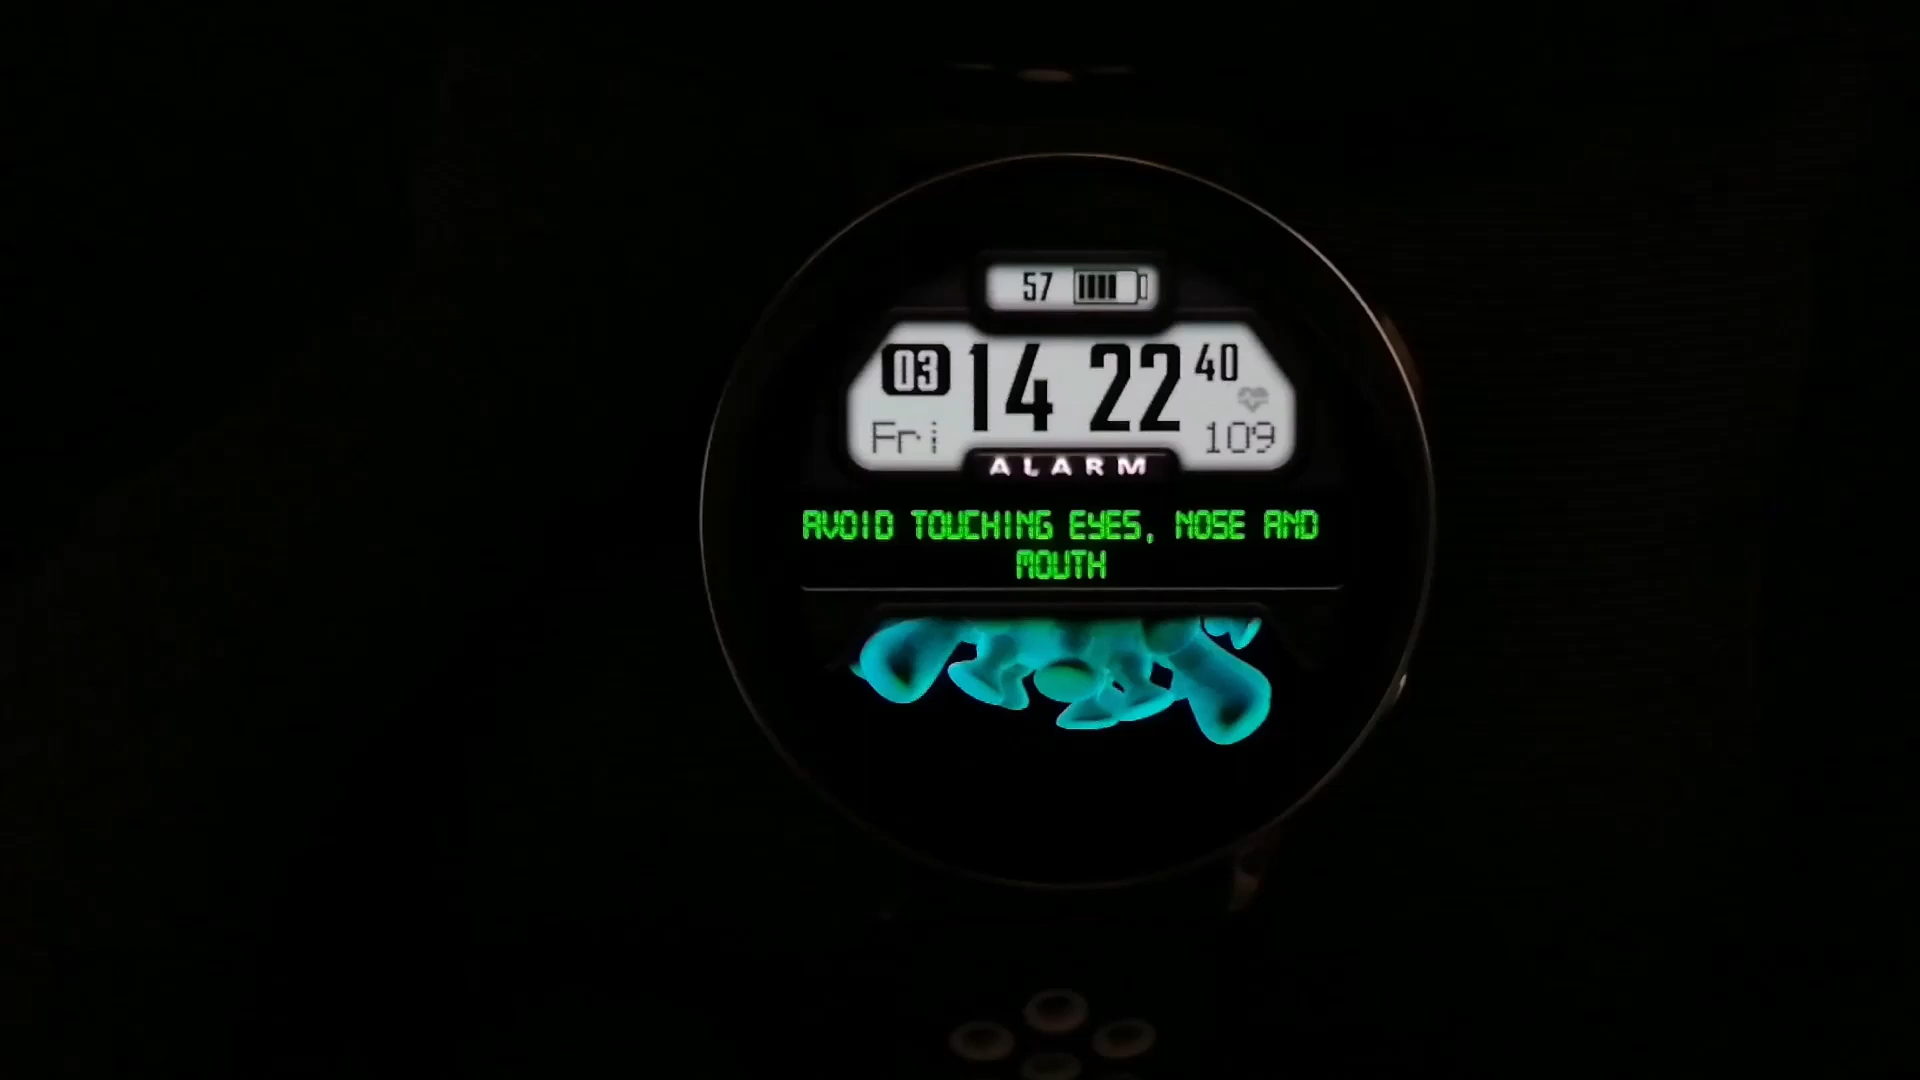 57
03 14 22 40
Fri 109
ALARM
AVOID TOUCHING EYES, NOSE AND
MOUTH